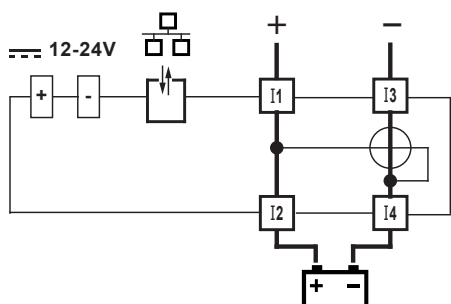 + −
12-24V
+ -
I1 I3
I2 I4
+ −